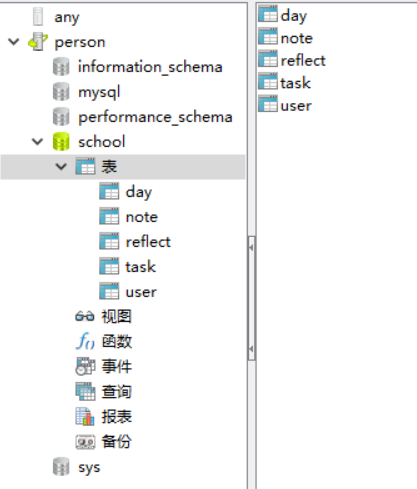 any
person
information_schema
mysql
performance_schema
school
表
day
note
reflect
task
user
视图
函数
事件
查询
报表
备份
sys
day
note
reflect
task
user